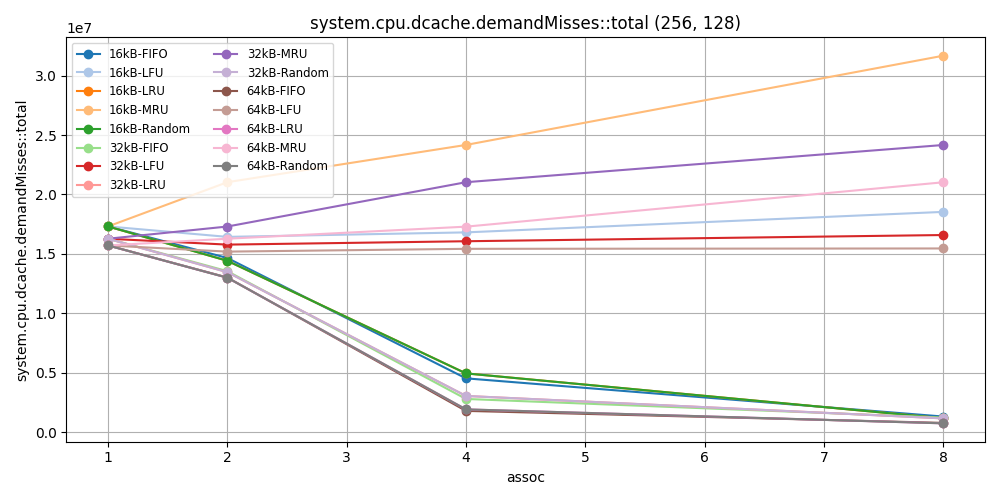 system.cpu.dcache.demandMisses::total (256, 128)
1e7
16kB-FIFO
16kB-LFU
16kB-LRU
16kB-MRU
16kB-Random
32kB-FIFO
32kB-LFU
32kB-LRU
32kB-MRU
32kB-Random
64kB-FIFO
64kB-LFU
64kB-LRU
64kB-MRU
64kB-Random
3.0
2.5
2.0
1.5
1.0
0.5
0.0
system.cpu.dcache.demandMisses::total
1 2 3 4 5 6 7 8
assoc